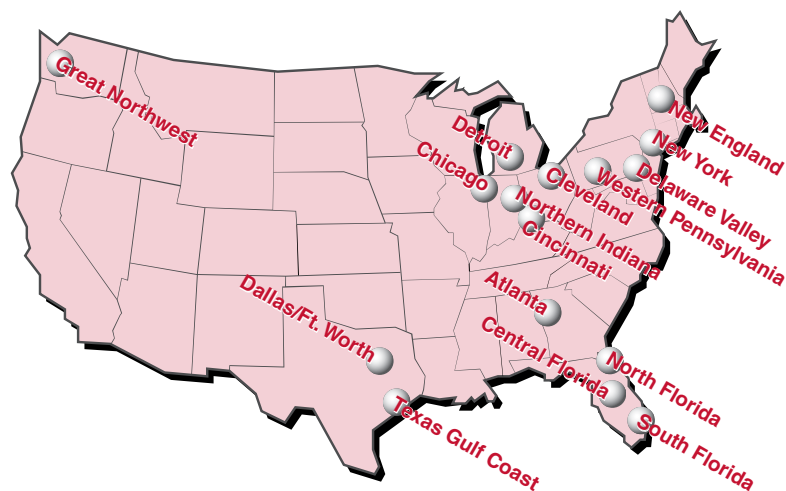 Great Northwest
Detroit
New England
New York
Chicago
Cleveland
Western Pennsylvania
Delaware Valley
Northern Indiana
Cincinnati
Atlanta
Dallas/Ft. Worth
Central Florida
North Florida
Texas Gulf Coast
South Florida